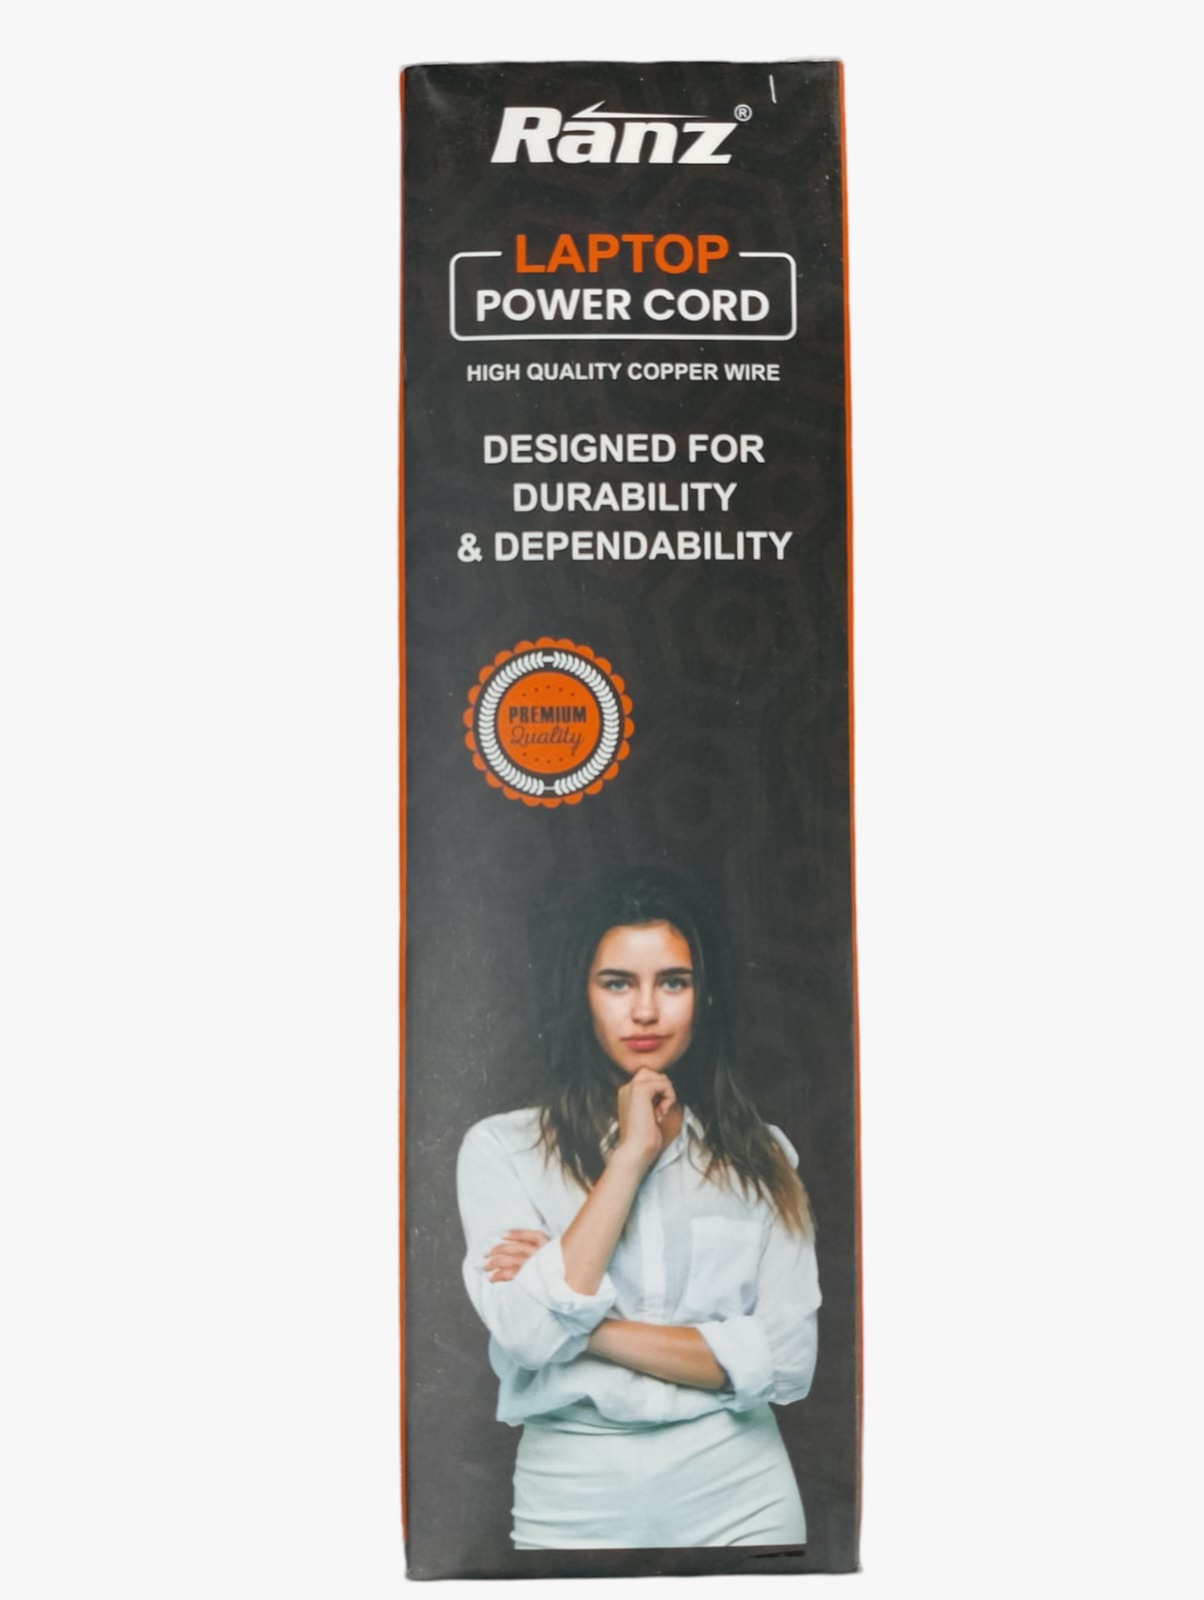 Ranz®
LAPTOP
POWER CORD
HIGH QUALITY COPPER WIRE
DESIGNED FOR
DURABILITY
& DEPENDABILITY
PREMIUM
Quality